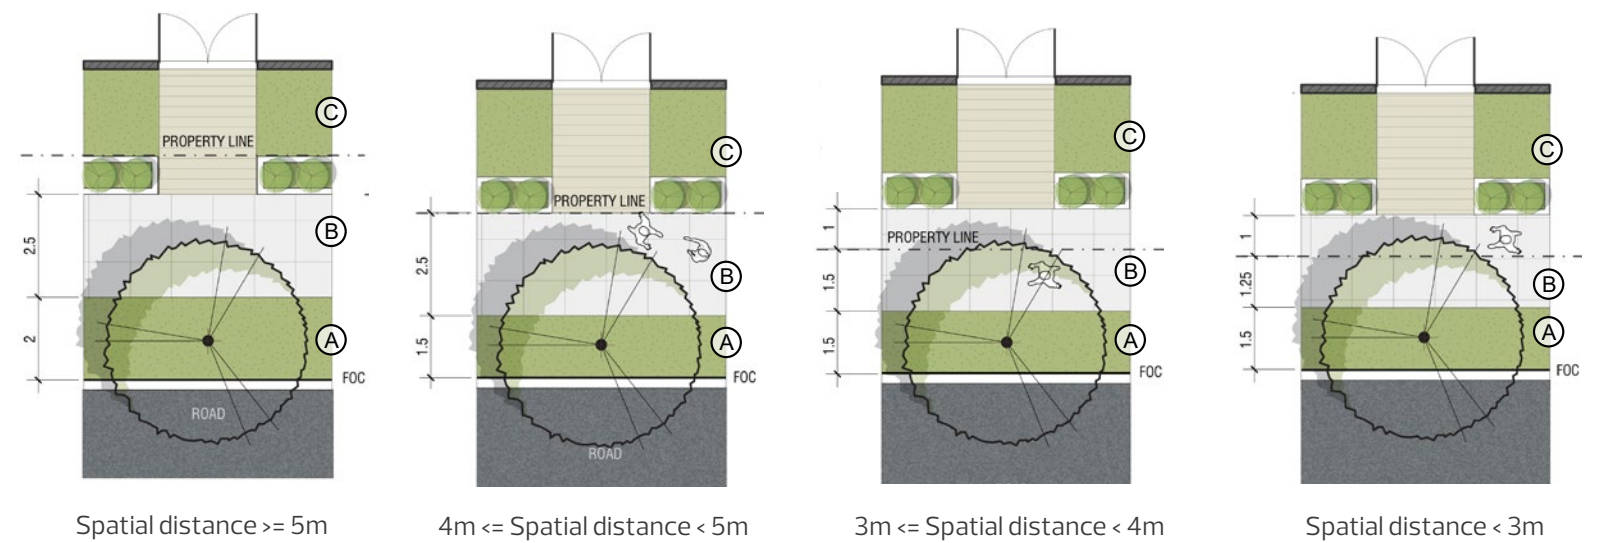 C
PROPERTY LINE
2.5
B
2
A
FOC
ROAD
Spatial distance >= 5m
C
PROPERTY LINE
2.5
B
1.5
A
FOC
ROAD
4m <= Spatial distance < 5m
C
1
PROPERTY LINE
1.5
B
1.5
A
FOC
3m <= Spatial distance < 4m
C
1
1.25
B
1.5
A
FOC
Spatial distance < 3m